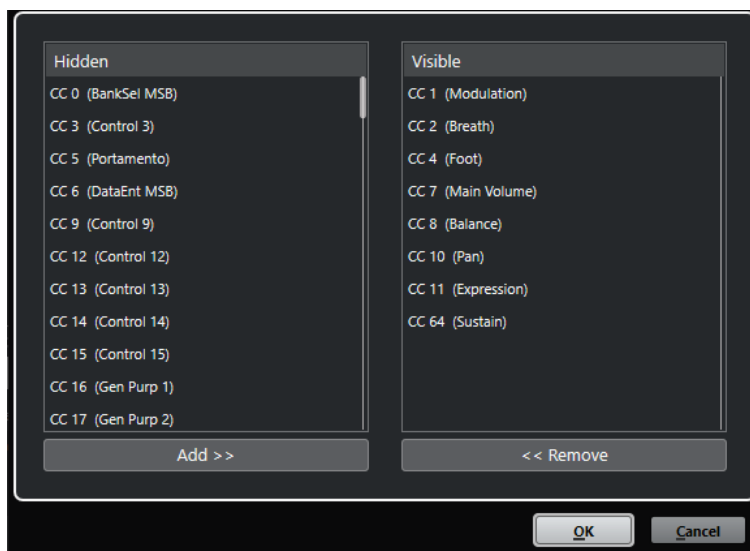 Hidden
CC 0 (BankSel MSB)
CC 3 (Control 3)
CC 5 (Portamento)
CC 6 (DataEnt MSB)
CC 9 (Control 9)
CC 12 (Control 12)
CC 13 (Control 13)
CC 14 (Control 14)
CC 15 (Control 15)
CC 16 (Gen Purp 1)
CC 17 (Gen Purp 2)
Add >>
Visible
CC 1 (Modulation)
CC 2 (Breath)
CC 4 (Foot)
CC 7 (Main Volume)
CC 8 (Balance)
CC 10 (Pan)
CC 11 (Expression)
CC 64 (Sustain)
<< Remove
OK
Cancel